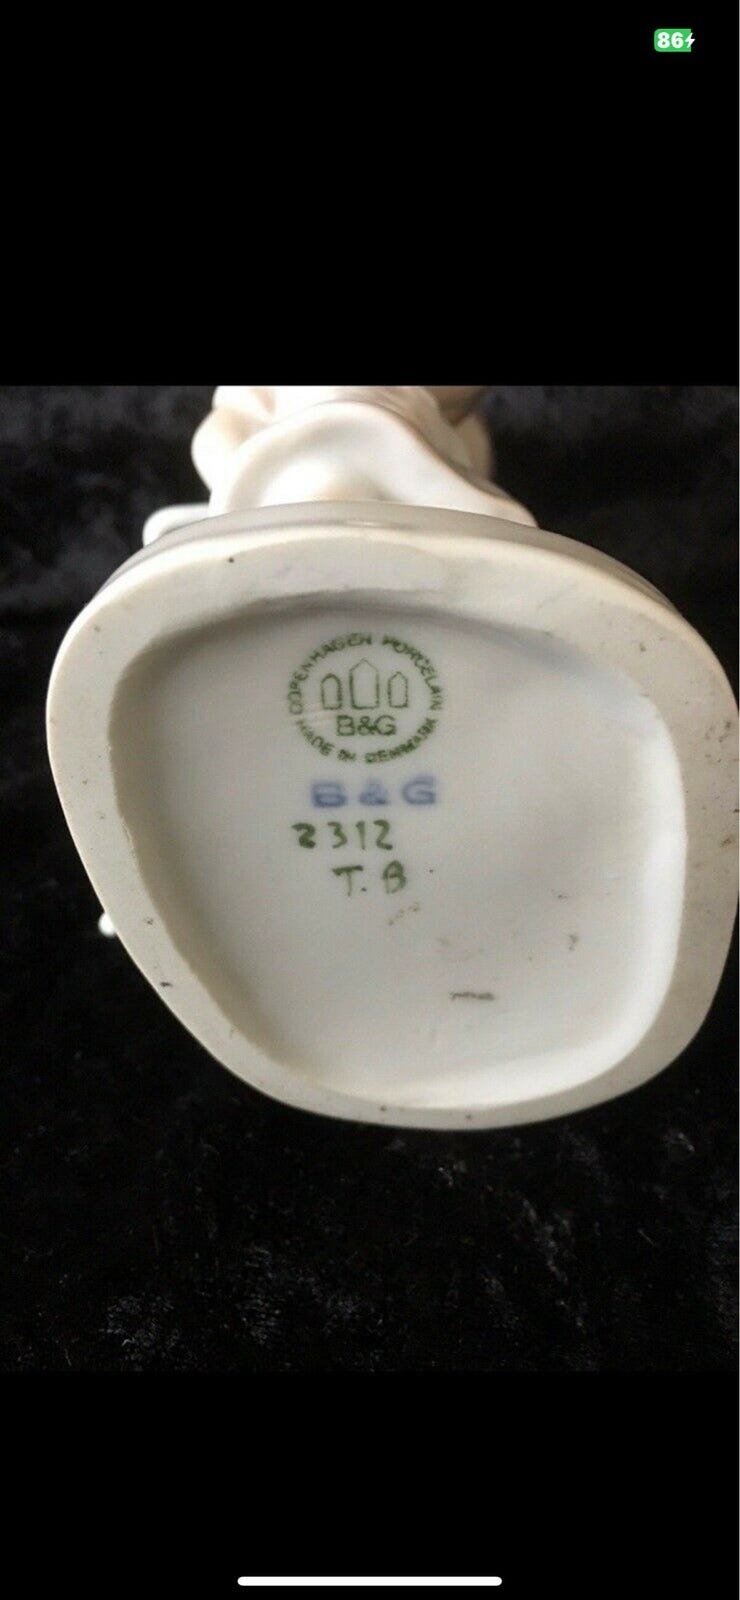 86
COPENHAGEN PORCELAIN
B&G
MADE IN DENMARK
B & G
2312
T. B